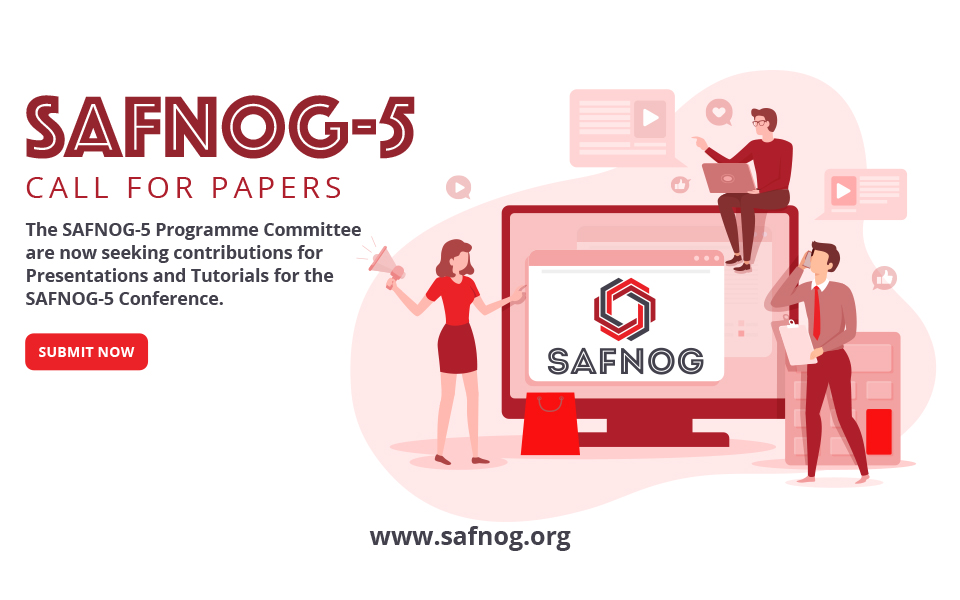 SAFNOG-5
CALL FOR PAPERS
The SAFNOG-5 Programme Committee
are now seeking contributions for
Presentations and Tutorials for the
SAFNOG-5 Conference.
SUBMIT NOW
SAFNOG
www.safnog.org